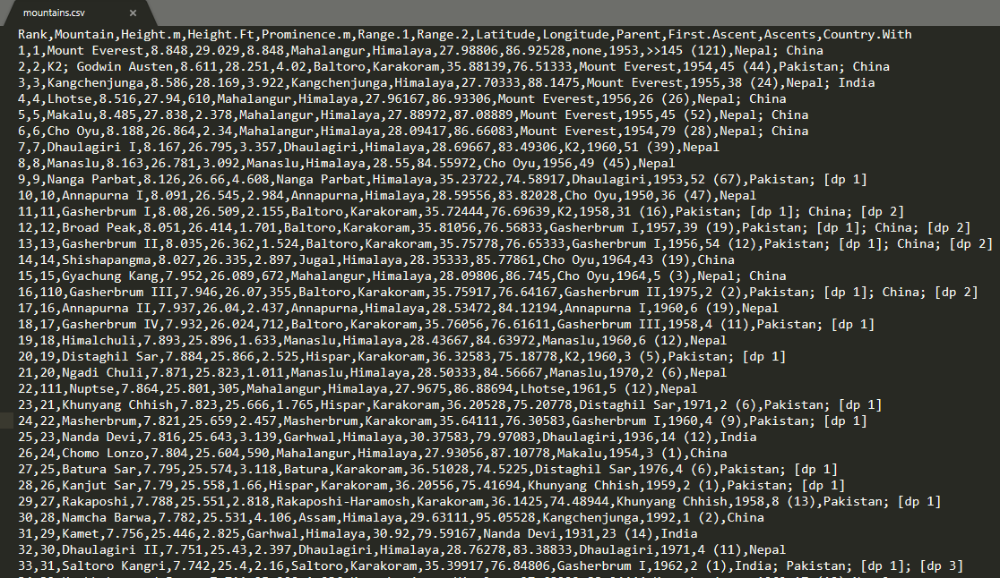 mountains.csv ×
Rank,Mountain,Height.m,Height.Ft,Prominence.m,Range.1,Range.2,Latitude,Longitude,Parent,First.Ascent,Ascents,Country.With
1,1,Mount Everest,8.848,29.029,8.848,Mahalangur,Himalaya,27.98806,86.92528,none,1953,>>145 (121),Nepal; China
2,2,K2; Godwin Austen,8.611,28.251,4.02,Baltoro,Karakoram,35.88139,76.51333,Mount Everest,1954,45 (44),Pakistan; China
3,3,Kangchenjunga,8.586,28.169,3.922,Kangchenjunga,Himalaya,27.70333,88.1475,Mount Everest,1955,38 (24),Nepal; India
4,4,Lhotse,8.516,27.94,610,Mahalangur,Himalaya,27.96167,86.93306,Mount Everest,1956,26 (26),Nepal; China
5,5,Makalu,8.485,27.838,2.378,Mahalangur,Himalaya,27.88972,87.08889,Mount Everest,1955,45 (52),Nepal; China
6,6,Cho Oyu,8.188,26.864,2.34,Mahalangur,Himalaya,28.09417,86.66083,Mount Everest,1954,79 (28),Nepal; China
7,7,Dhaulagiri I,8.167,26.795,3.357,Dhaulagiri,Himalaya,28.69667,83.49306,K2,1960,51 (39),Nepal
8,8,Manaslu,8.163,26.781,3.092,Manaslu,Himalaya,28.55,84.55972,Cho Oyu,1956,49 (45),Nepal
9,9,Nanga Parbat,8.126,26.66,4.608,Nanga Parbat,Himalaya,35.23722,74.58917,Dhaulagiri,1953,52 (67),Pakistan; [dp 1]
10,10,Annapurna I,8.091,26.545,2.984,Annapurna,Himalaya,28.59556,83.82028,Cho Oyu,1950,36 (47),Nepal
11,11,Gasherbrum I,8.08,26.509,2.155,Baltoro,Karakoram,35.72444,76.69639,K2,1958,31 (16),Pakistan; [dp 1]; China; [dp 2]
12,12,Broad Peak,8.051,26.414,1.701,Baltoro,Karakoram,35.81056,76.56833,Gasherbrum I,1957,39 (19),Pakistan; [dp 1]; China; [dp 2]
13,13,Gasherbrum II,8.035,26.362,1.524,Baltoro,Karakoram,35.75778,76.65333,Gasherbrum I,1956,54 (12),Pakistan; [dp 1]; China; [dp 2]
14,14,Shishapangma,8.027,26.335,2.897,Jugal,Himalaya,28.35333,85.77861,Cho Oyu,1964,43 (19),China
15,15,Gyachung Kang,7.952,26.089,672,Mahalangur,Himalaya,28.09806,86.745,Cho Oyu,1964,5 (3),Nepal; China
16,110,Gasherbrum III,7.946,26.07,355,Baltoro,Karakoram,35.75917,76.64167,Gasherbrum II,1975,2 (2),Pakistan; [dp 1]; China; [dp 2]
17,16,Annapurna II,7.937,26.04,2.437,Annapurna,Himalaya,28.53472,84.12194,Annapurna I,1960,6 (19),Nepal
18,17,Gasherbrum IV,7.932,26.024,712,Baltoro,Karakoram,35.76056,76.61611,Gasherbrum III,1958,4 (11),Pakistan; [dp 1]
19,18,Himalchuli,7.893,25.896,1.633,Manaslu,Himalaya,28.43667,84.63972,Manaslu,1960,6 (12),Nepal
20,19,Distaghil Sar,7.884,25.866,2.525,Hispar,Karakoram,36.32583,75.18778,K2,1960,3 (5),Pakistan; [dp 1]
21,20,Ngadi Chuli,7.871,25.823,1.011,Manaslu,Himalaya,28.50333,84.56667,Manaslu,1970,2 (6),Nepal
22,111,Nuptse,7.864,25.801,305,Mahalangur,Himalaya,27.9675,86.88694,Lhotse,1961,5 (12),Nepal
23,21,Khunyang Chhish,7.823,25.666,1.765,Hispar,Karakoram,36.20528,75.20778,Distaghil Sar,1971,2 (6),Pakistan; [dp 1]
24,22,Masherbrum,7.821,25.659,2.457,Masherbrum,Karakoram,35.64111,76.30583,Gasherbrum I,1960,4 (9),Pakistan; [dp 1]
25,23,Nanda Devi,7.816,25.643,3.139,Garhwal,Himalaya,30.37583,79.97083,Dhaulagiri,1936,14 (12),India
26,24,Chomo Lonzo,7.804,25.604,590,Mahalangur,Himalaya,27.93056,87.10778,Makalu,1954,3 (1),China
27,25,Batura Sar,7.795,25.574,3.118,Batura,Karakoram,36.51028,74.5225,Distaghil Sar,1976,4 (6),Pakistan; [dp 1]
28,26,Kanjut Sar,7.79,25.558,1.66,Hispar,Karakoram,36.20556,75.41694,Khunyang Chhish,1959,2 (1),Pakistan; [dp 1]
29,27,Rakaposhi,7.788,25.551,2.818,Rakaposhi-Haramosh,Karakoram,36.1425,74.48944,Khunyang Chhish,1958,8 (13),Pakistan; [dp 1]
30,28,Namcha Barwa,7.782,25.531,4.106,Assam,Himalaya,29.63111,95.05528,Kangchenjunga,1992,1 (2),China
31,29,Kamet,7.756,25.446,2.825,Garhwal,Himalaya,30.92,79.59167,Nanda Devi,1931,23 (14),India
32,30,Dhaulagiri II,7.751,25.43,2.397,Dhaulagiri,Himalaya,28.76278,83.38833,Dhaulagiri,1971,4 (11),Nepal
33,31,Saltoro Kangri,7.742,25.4,2.16,Saltoro,Karakoram,35.39917,76.84806,Gasherbrum I,1962,2 (1),India; Pakistan; [dp 1]; [dp 3]